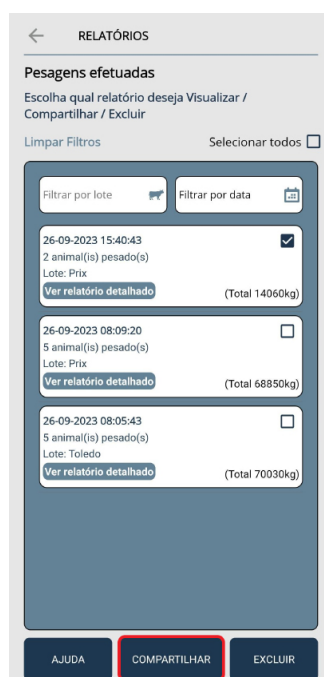 RELATÓRIOS
Pesagens efetuadas
Escolha qual relatório deseja Visualizar /
Compartilhar / Excluir
Limpar Filtros Selecionar todos
Filtrar por lote Filtrar por data
26-09-2023 15:40:43
2 animal(is) pesado(s)
Lote: Prix
Ver relatório detalhado (Total 14060kg)
26-09-2023 08:09:20
5 animal(is) pesado(s)
Lote: Prix
Ver relatório detalhado (Total 68850kg)
26-09-2023 08:05:43
5 animal(is) pesado(s)
Lote: Toledo
Ver relatório detalhado (Total 70030kg)
AJUDA COMPARTILHAR EXCLUIR